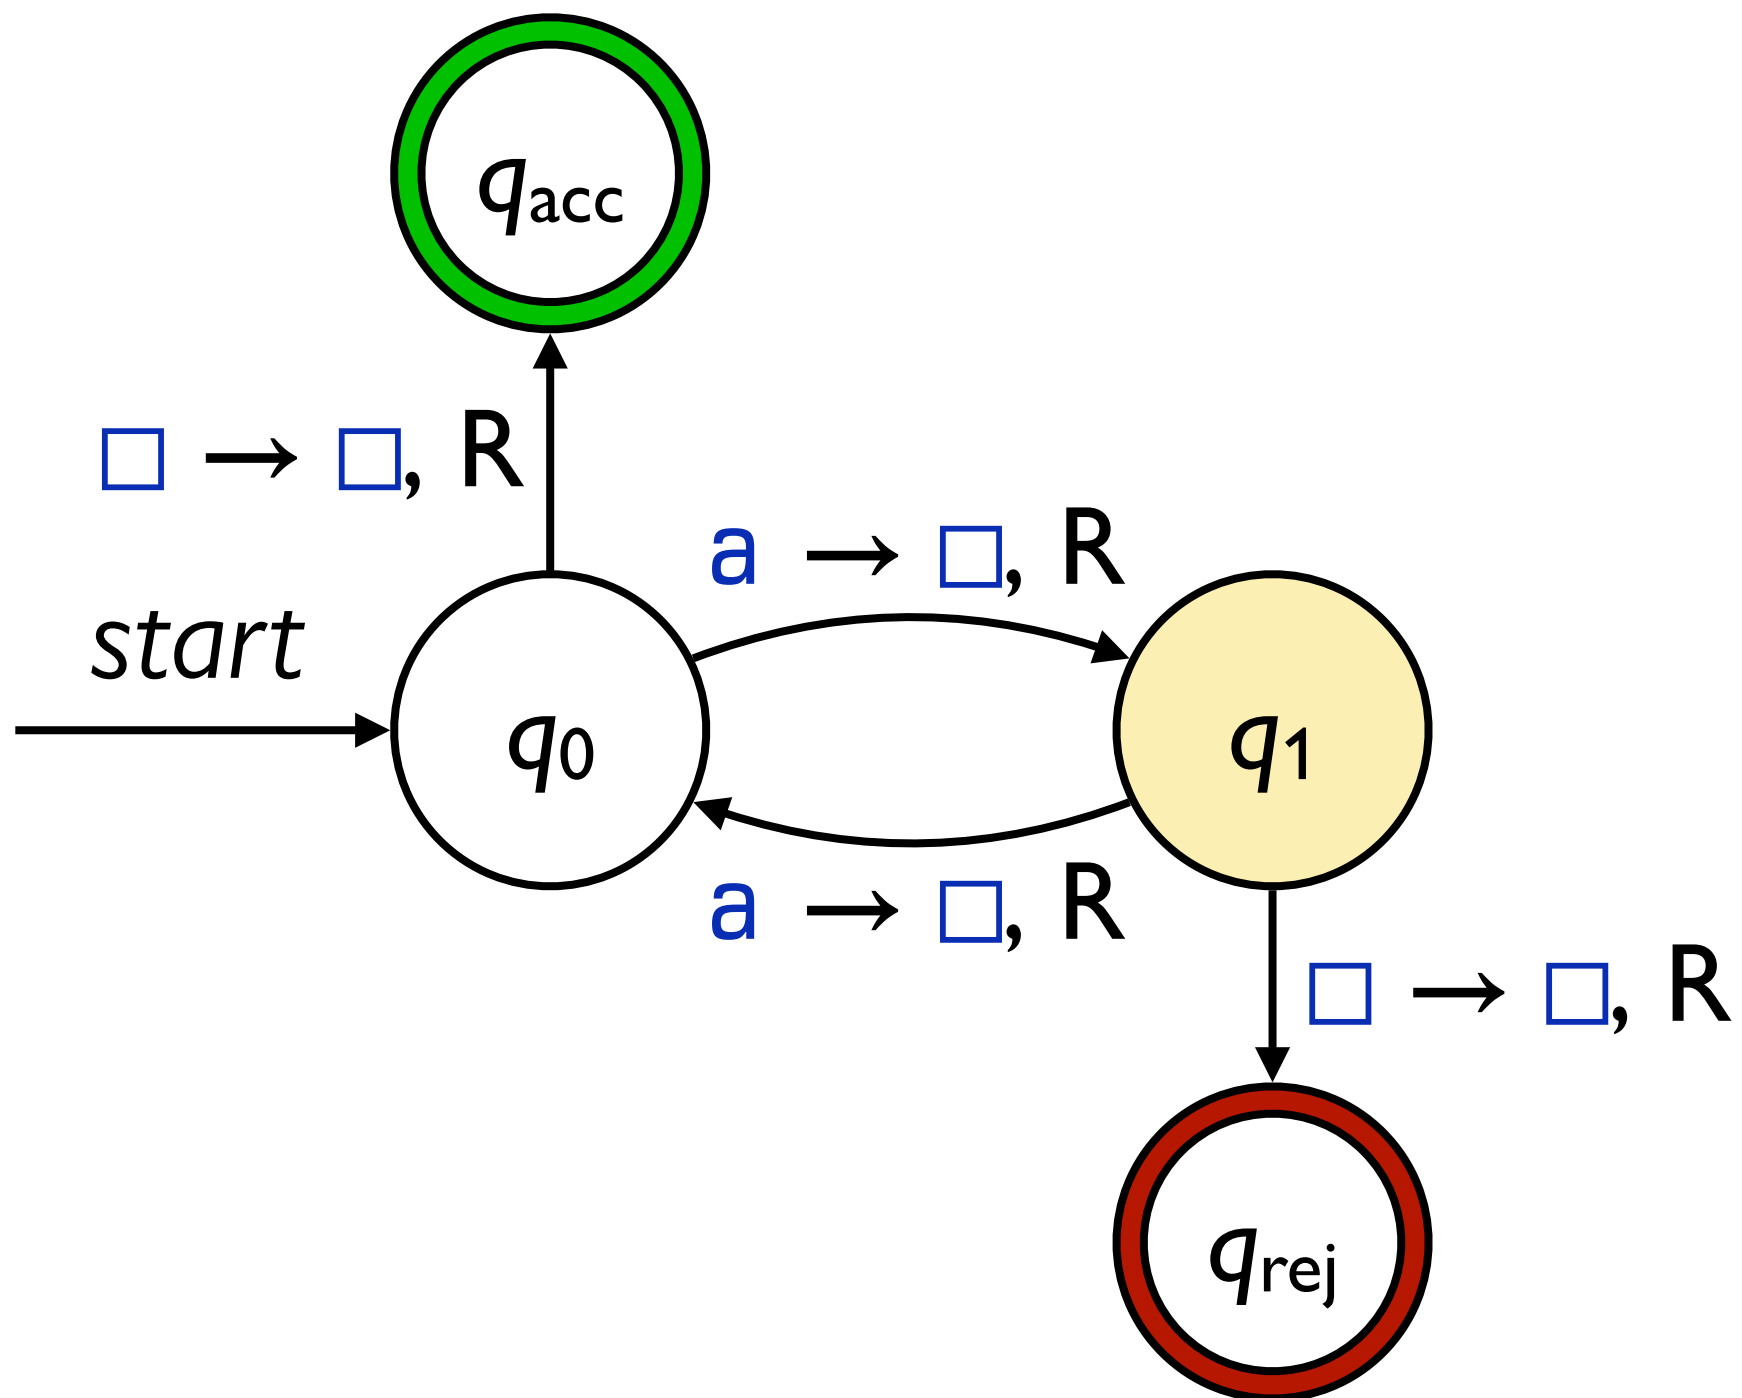 qacc
□ → □, R
a → □, R
start
q0
q1
a → □, R
□ → □, R
qrej